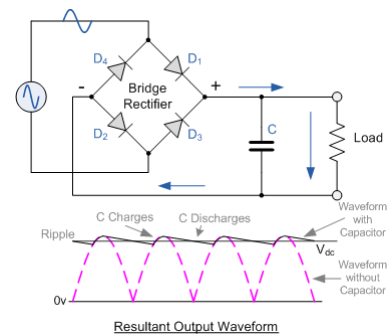 D4
D1
-
Bridge
Rectifier
+
D2
D3
C
Load
C Charges
C Discharges
Waveform
with
Capacitor
Ripple
Vdc
Waveform
without
Capacitor
0v
Resultant Output Waveform